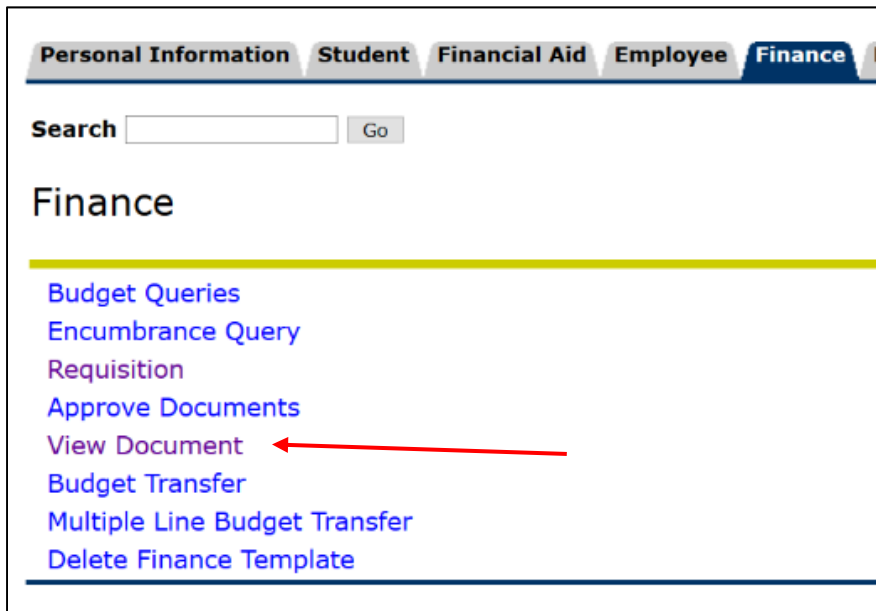 Personal Information Student Financial Aid Employee Finance
Search Go
Finance
Budget Queries
Encumbrance Query
Requisition
Approve Documents
View Document
Budget Transfer
Multiple Line Budget Transfer
Delete Finance Template